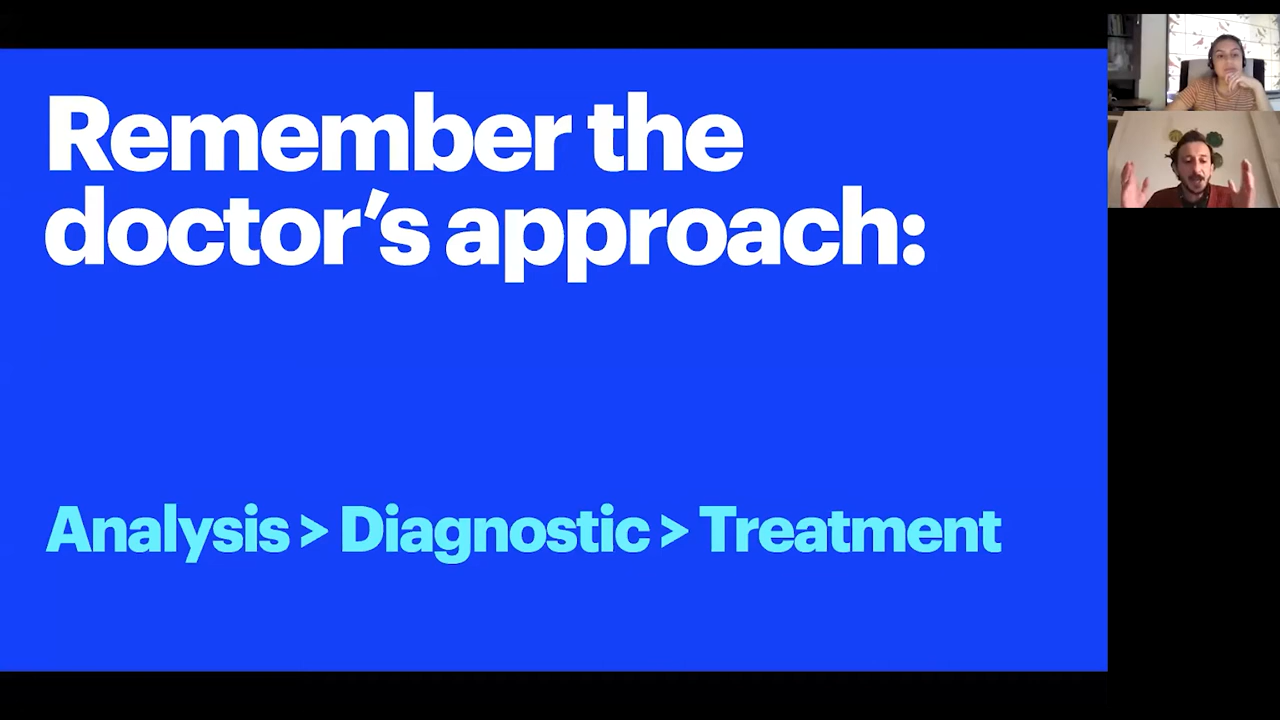 Remember the
doctor’s approach:
Analysis > Diagnostic > Treatment